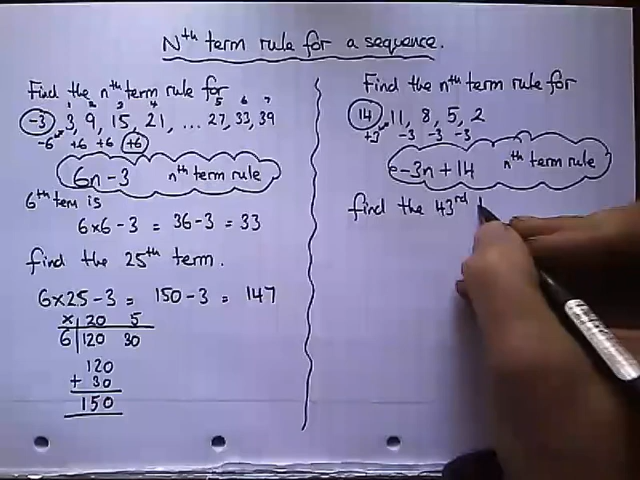 Nth term rule for a sequence.
Find the nth term rule for
1 2 3 4 5 6 7
-3 3, 9, 15, 21, ... 27, 33, 39
-6 +6 +6 +6
6n - 3 nth term rule
6th term is
6×6 - 3 = 36 - 3 = 33
find the 25th term.
6×25 - 3 = 150 - 3 = 147
× 20 5
6 120 30
120
+ 30
150
Find the nth term rule for
14 11, 8, 5, 2
+3 -3 -3 -3
-3n + 14 nth term rule
find the 43rd